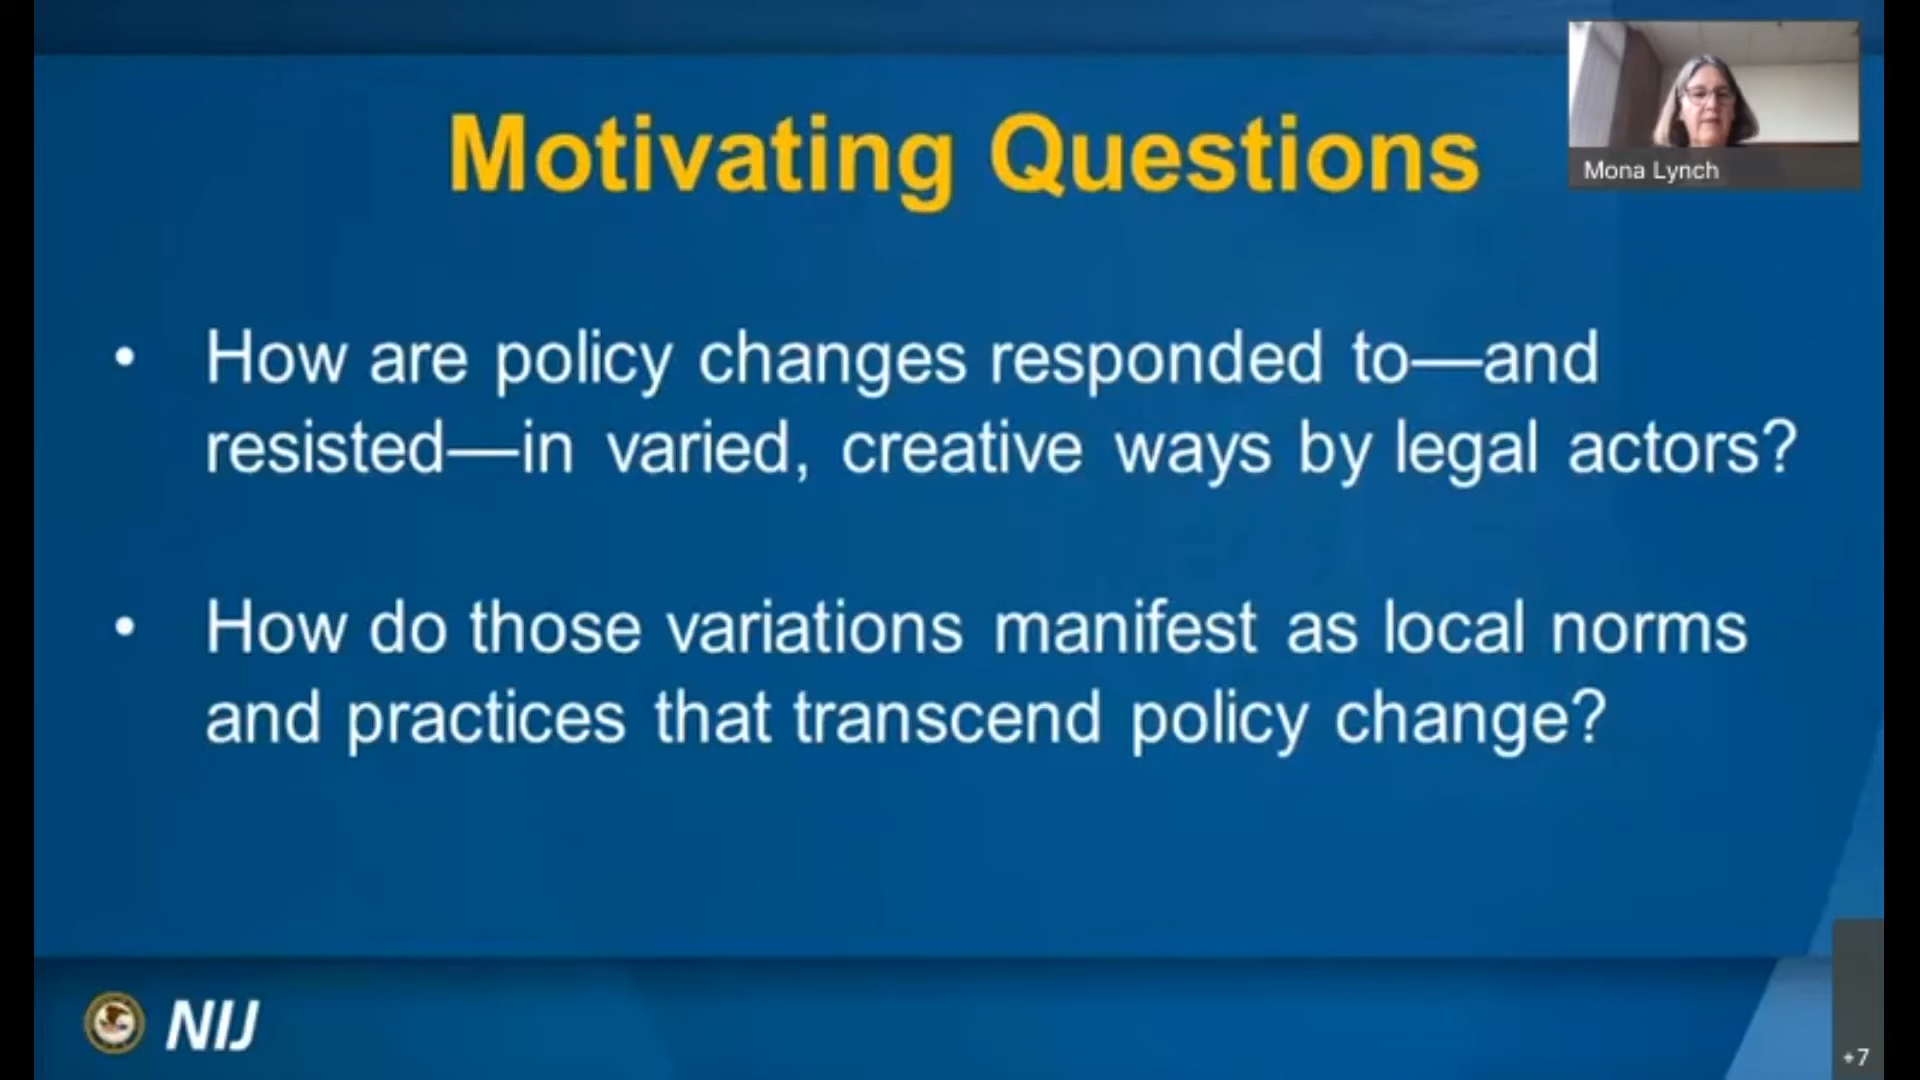 Motivating Questions
Mona Lynch
• How are policy changes responded to—and
resisted—in varied, creative ways by legal actors?
• How do those variations manifest as local norms
and practices that transcend policy change?
NIJ
+7